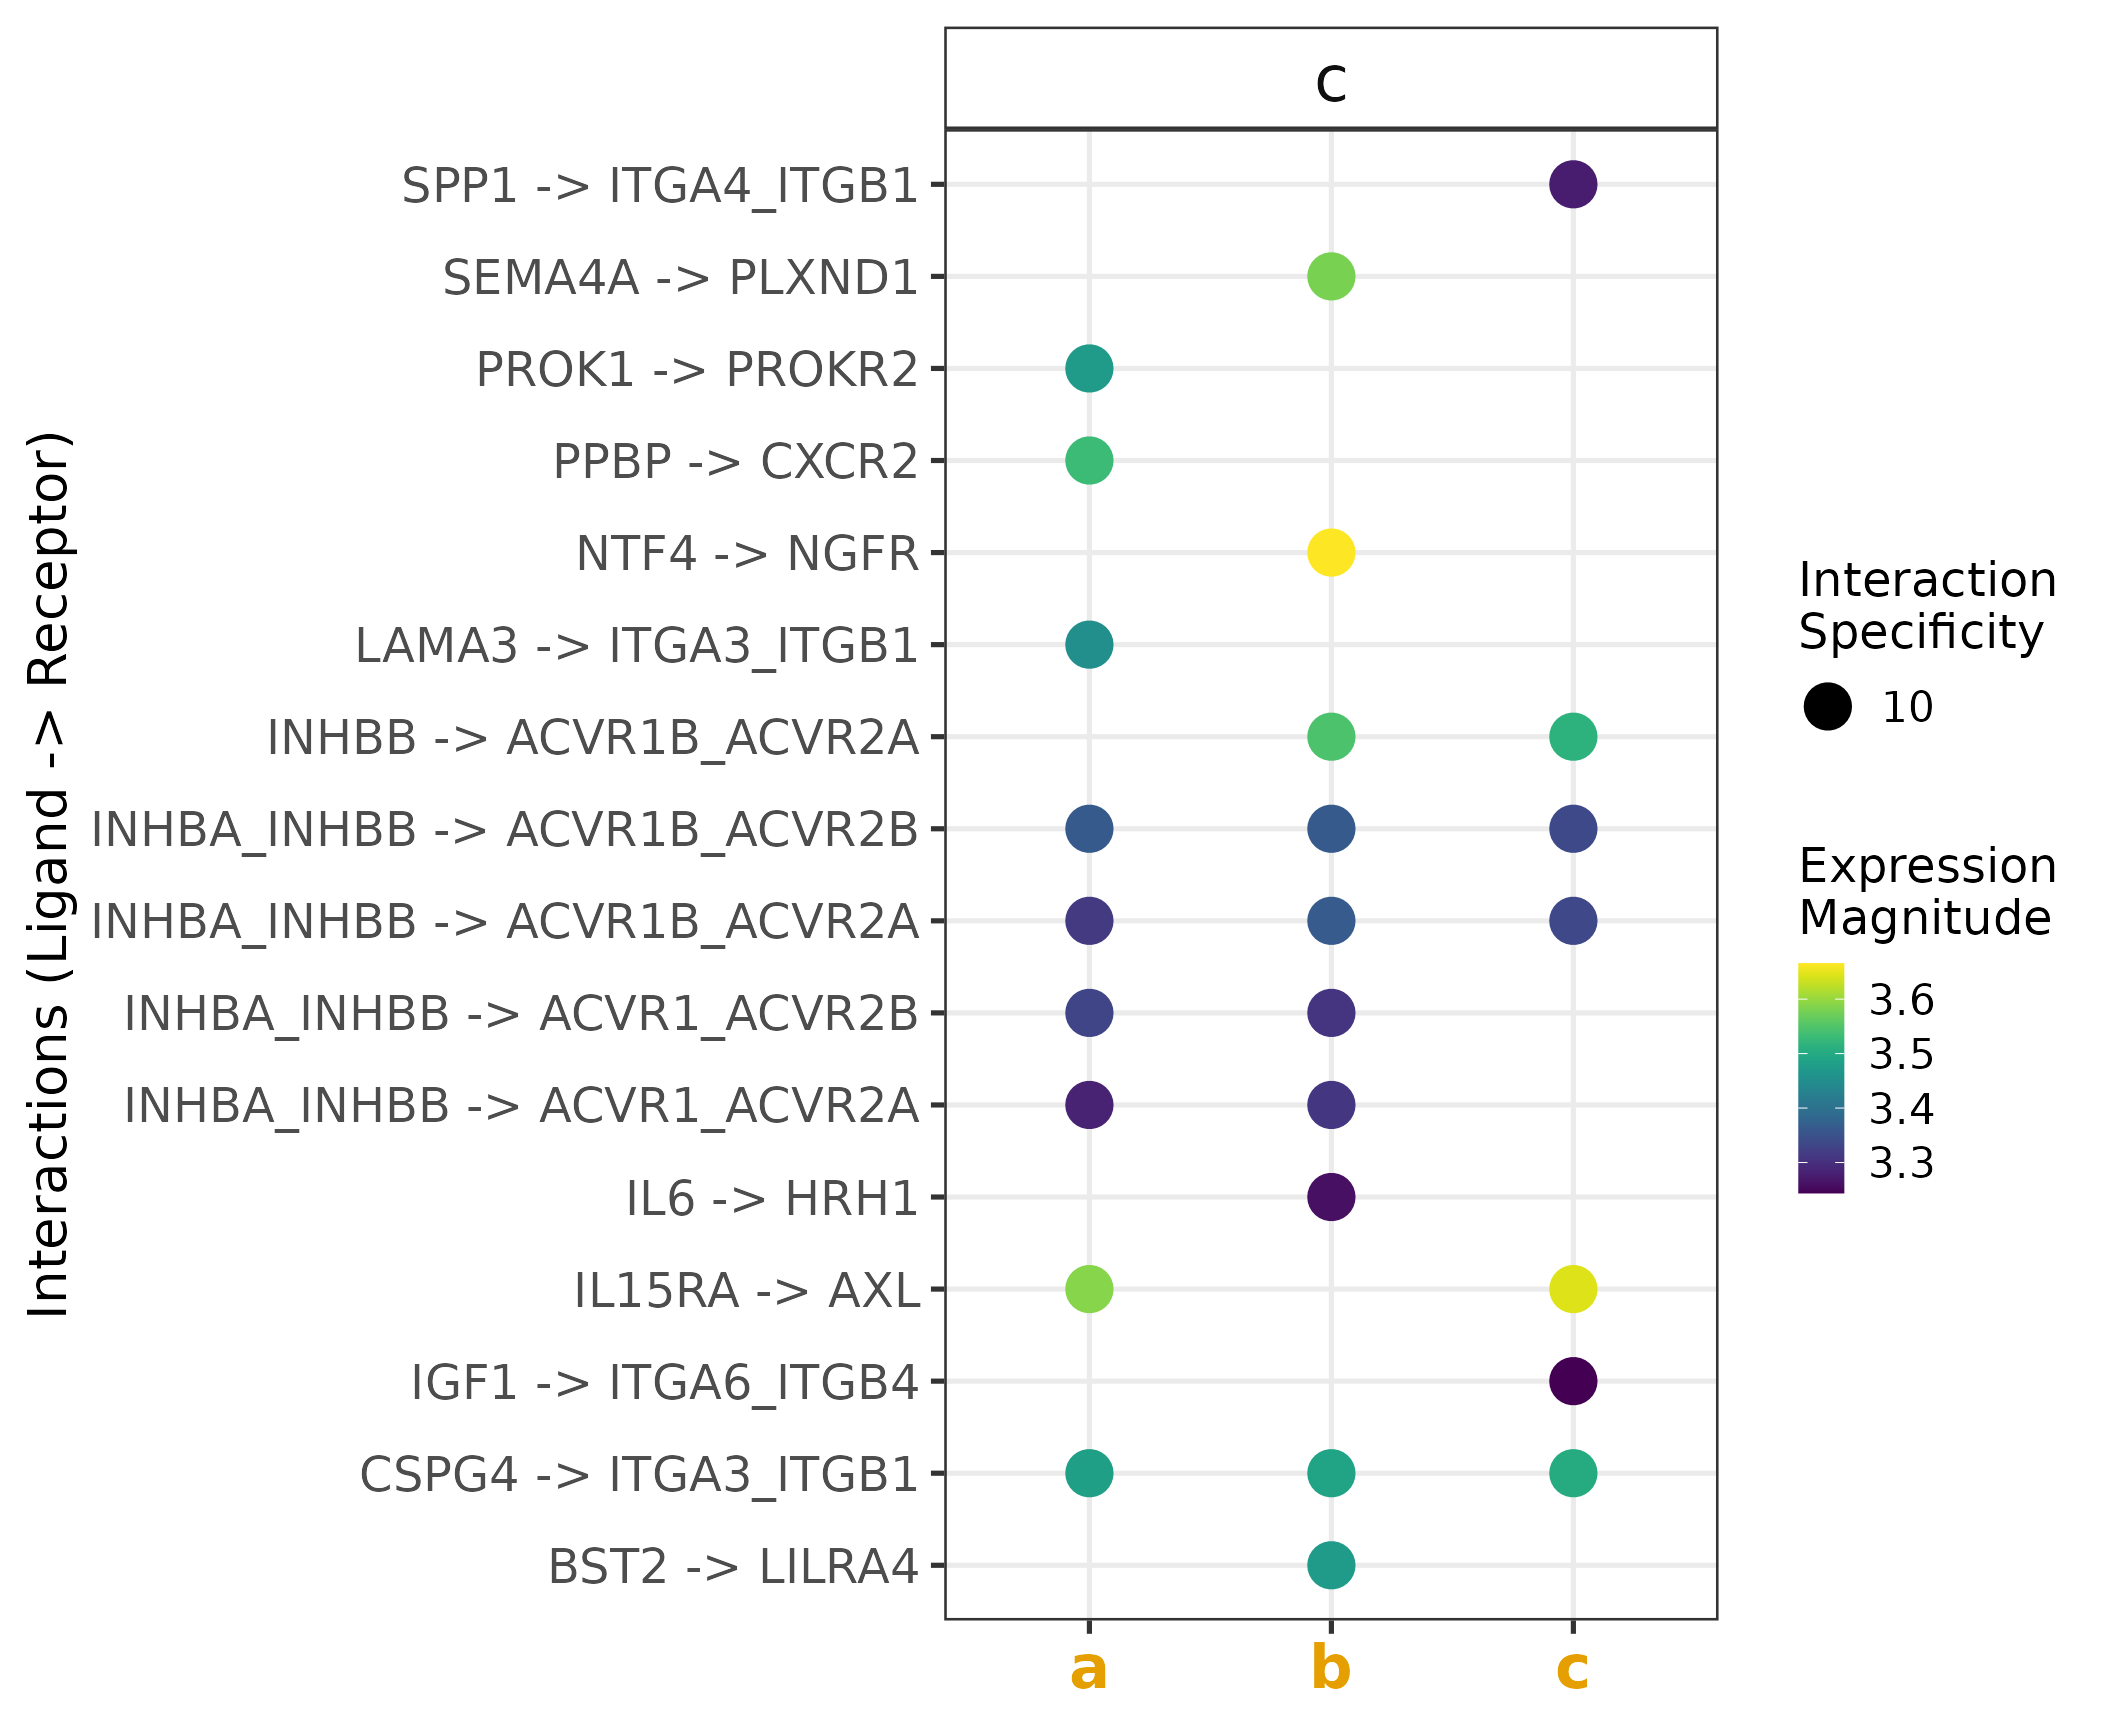 c
SPP1 -> ITGA4_ITGB1
SEMA4A -> PLXND1
PROK1 -> PROKR2
PPBP -> CXCR2
NTF4 -> NGFR
LAMA3 -> ITGA3_ITGB1
INHBB -> ACVR1B_ACVR2A
INHBA_INHBB -> ACVR1B_ACVR2B
INHBA_INHBB -> ACVR1B_ACVR2A
INHBA_INHBB -> ACVR1_ACVR2B
INHBA_INHBB -> ACVR1_ACVR2A
IL6 -> HRH1
IL15RA -> AXL
IGF1 -> ITGA6_ITGB4
CSPG4 -> ITGA3_ITGB1
BST2 -> LILRA4
Interactions (Ligand -> Receptor)
a b c
Interaction
Specificity
10
Expression
Magnitude
3.6
3.5
3.4
3.3